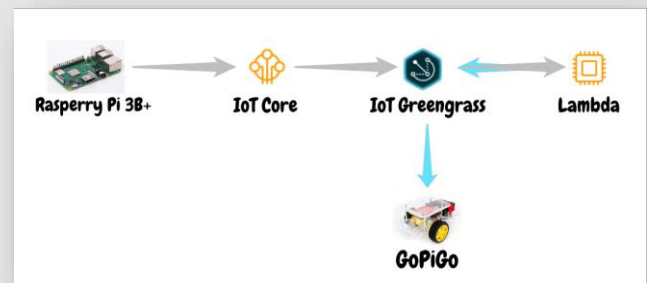 Rasperry Pi 3B+
IoT Core
IoT Greengrass
Lambda
GoPiGo